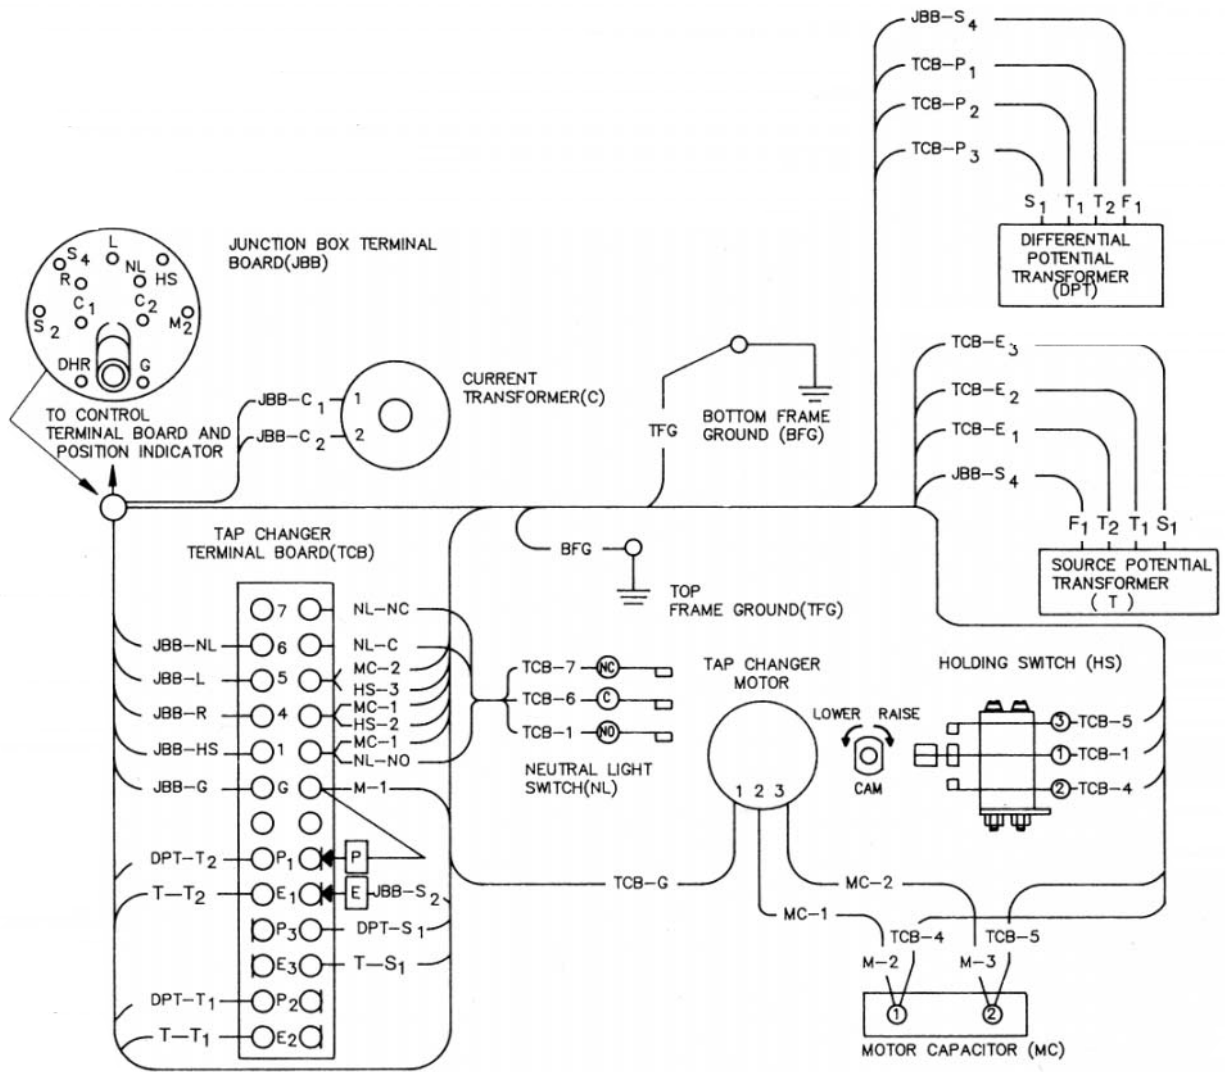 JBB-S4
TCB-P1
TCB-P2
TCB-P3
S1 T1 T2 F1
DIFFERENTIAL
POTENTIAL
TRANSFORMER
(DPT)
JUNCTION BOX TERMINAL
BOARD(JBB)
L
S4
NL
HS
R
C1
C2
S2
M2
DHR
G
TO CONTROL
TERMINAL BOARD AND
POSITION INDICATOR
JBB-C1
1
JBB-C2
2
CURRENT
TRANSFORMER(C)
TFG
BOTTOM FRAME
GROUND (BFG)
TCB-E3
TCB-E2
TCB-E1
JBB-S4
F1 T2 T1 S1
SOURCE POTENTIAL
TRANSFORMER
( T )
BFG
TOP
FRAME GROUND(TFG)
TAP CHANGER
TERMINAL BOARD(TCB)
7 NL-NC
JBB-NL 6 NL-C
JBB-L 5 MC-2
HS-3
JBB-R 4 MC-1
HS-2
JBB-HS 1 MC-1
NL-NO
JBB-G G M-1
DPT-T2 P1 P
T-T2 E1 E JBB-S2
P3 DPT-S1
E3 T-S1
DPT-T1 P2
T-T1 E2
TCB-7 NC
TCB-6 C
TCB-1 NO
NEUTRAL LIGHT
SWITCH(NL)
TAP CHANGER
MOTOR
1 2 3
LOWER RAISE
CAM
HOLDING SWITCH (HS)
3 TCB-5
1 TCB-1
2 TCB-4
TCB-G
MC-2
MC-1
TCB-4 TCB-5
M-2 M-3
1 2
MOTOR CAPACITOR (MC)